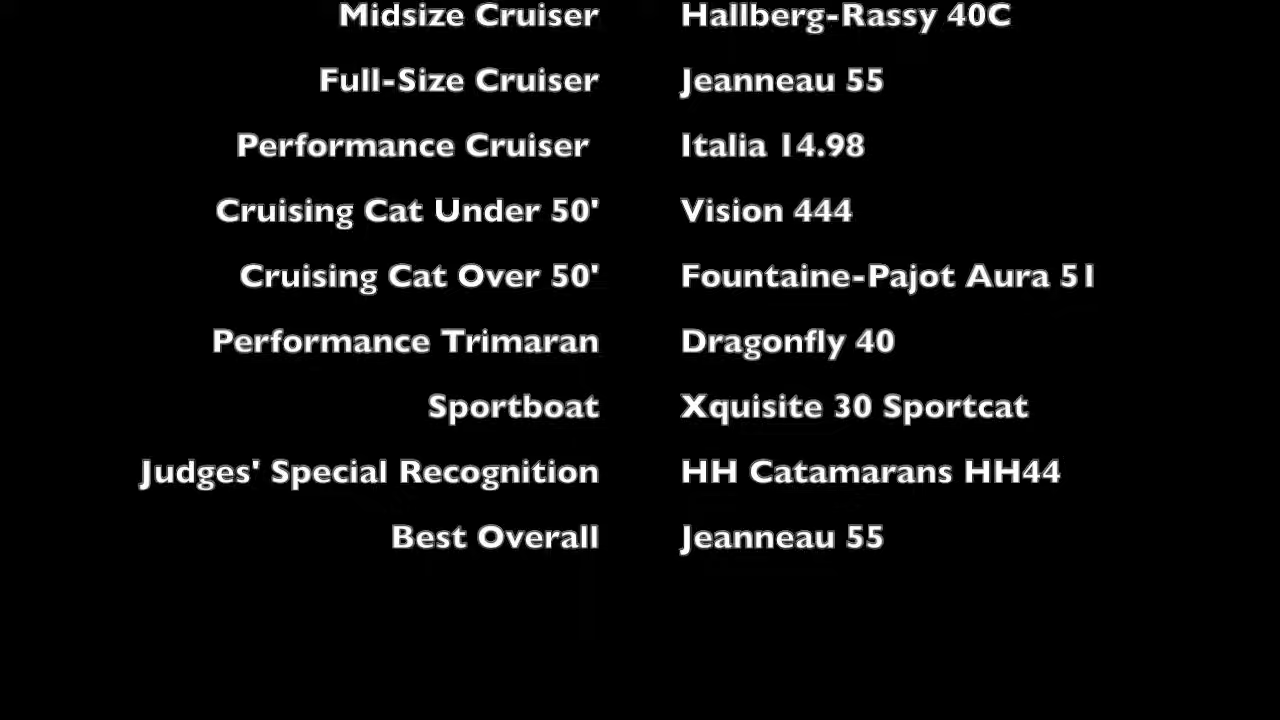 Midsize Cruiser Hallberg-Rassy 40C
Full-Size Cruiser Jeanneau 55
Performance Cruiser Italia 14.98
Cruising Cat Under 50' Vision 444
Cruising Cat Over 50' Fountaine-Pajot Aura 51
Performance Trimaran Dragonfly 40
Sportboat Xquisite 30 Sportcat
Judges' Special Recognition HH Catamarans HH44
Best Overall Jeanneau 55